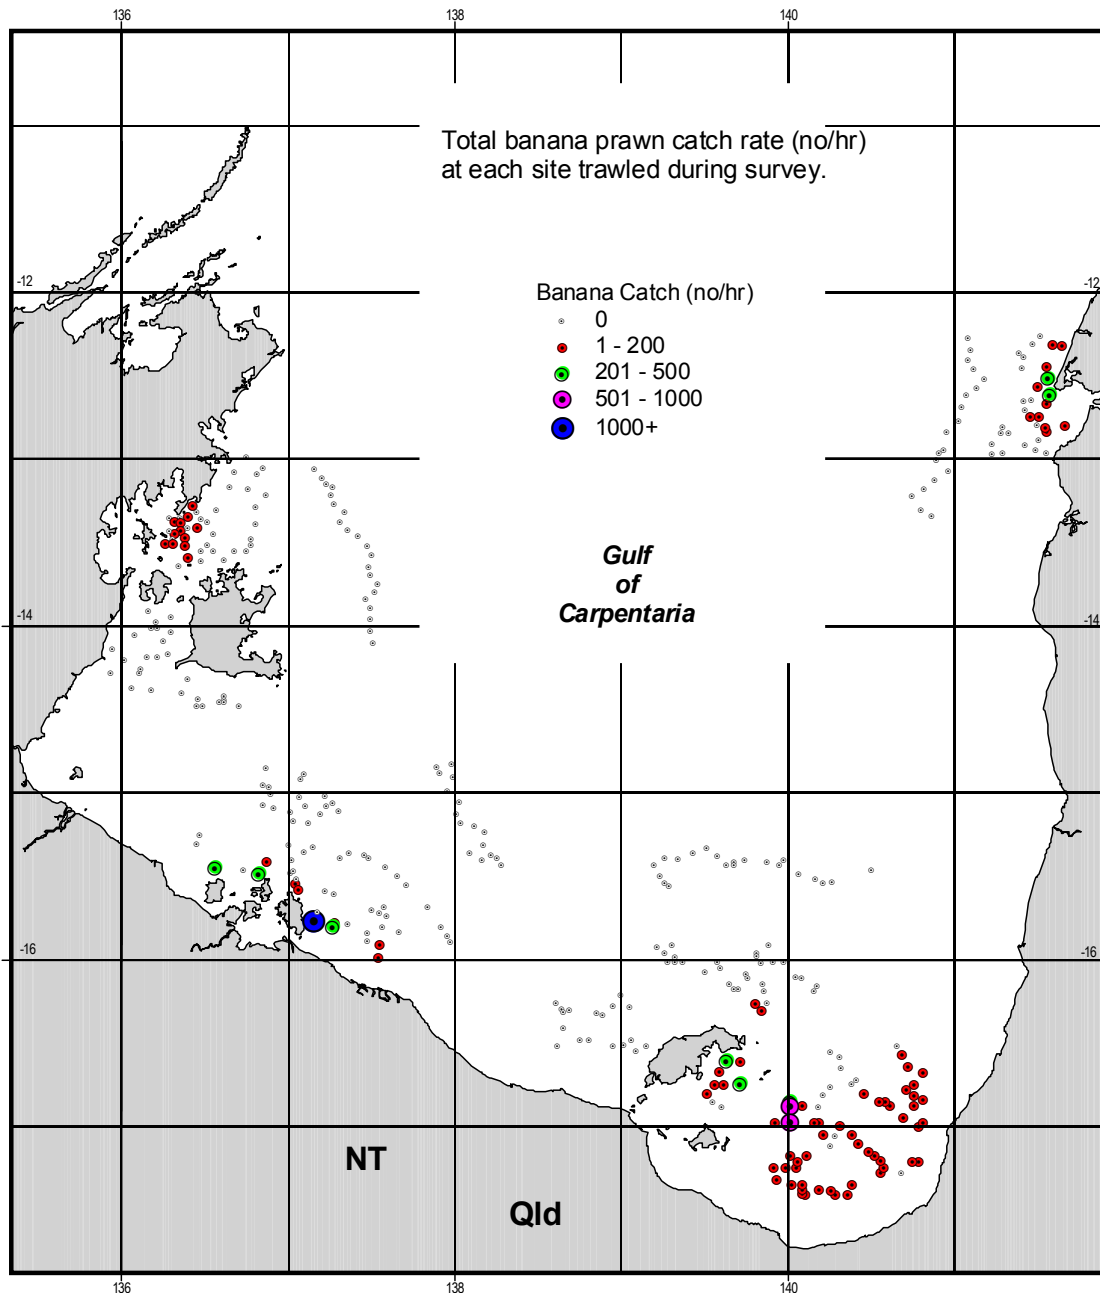 136
138
140
Total banana prawn catch rate (no/hr)
at each site trawled during survey.
-12
-12
Banana Catch (no/hr)
0
1 - 200
201 - 500
501 - 1000
1000+
Gulf
of
Carpentaria
-14
-14
-16
-16
NT
Qld
136
138
140